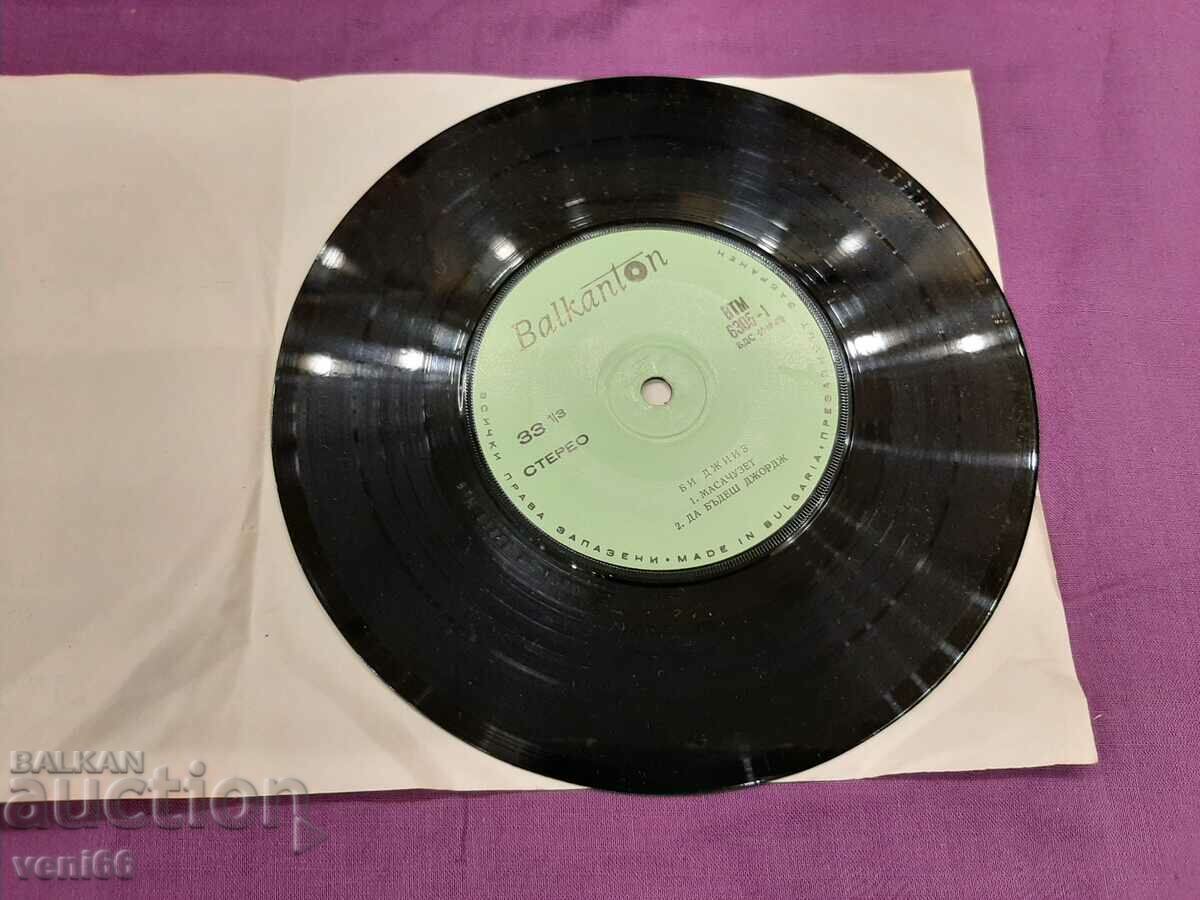 Balkanton
ВТМ
6305-1
33 1/3
СТЕРЕО
БИ ДЖИИЗ
1. МАСАЧУЗЕТ
2. ДА БЪДЕШ ДЖОРДЖ
ВСИЧКИ ПРАВА ЗАПАЗЕНИ • MADE IN BULGARIA •
BALKAN
auction
veni66